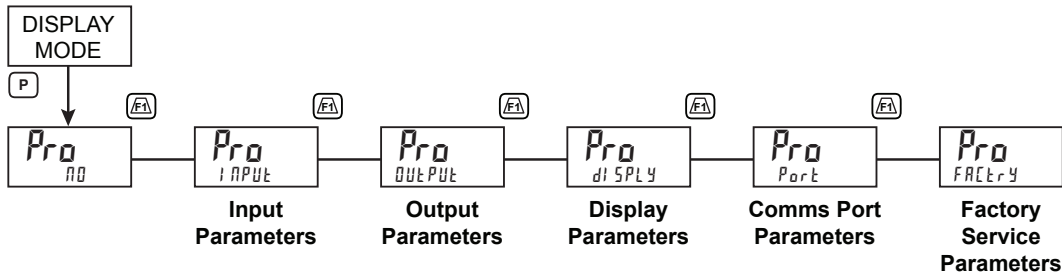 DISPLAY
MODE
P
F1 F1 F1 F1 F1
Pro Pro Pro Pro Pro Pro
NO INPUt OUtPUt dISPLY Port FACtrY
Input Output Display Comms Port Factory
Parameters Parameters Parameters Parameters Service
Parameters